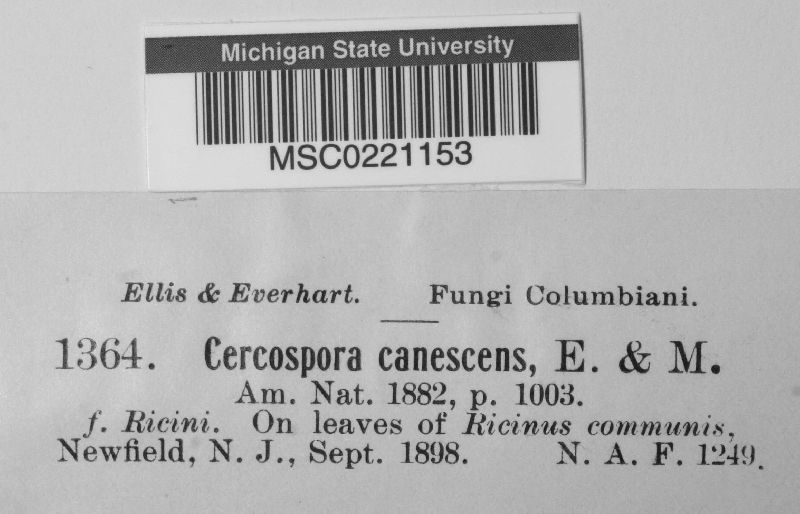 Michigan State University
MSC0221153
Ellis & Everhart. Fungi Columbiani.
1364. Cercospora canescens, E. & M.
Am. Nat. 1882, p. 1003.
f. Ricini. On leaves of Ricinus communis,
Newfield, N. J., Sept. 1898. N. A. F. 1249.